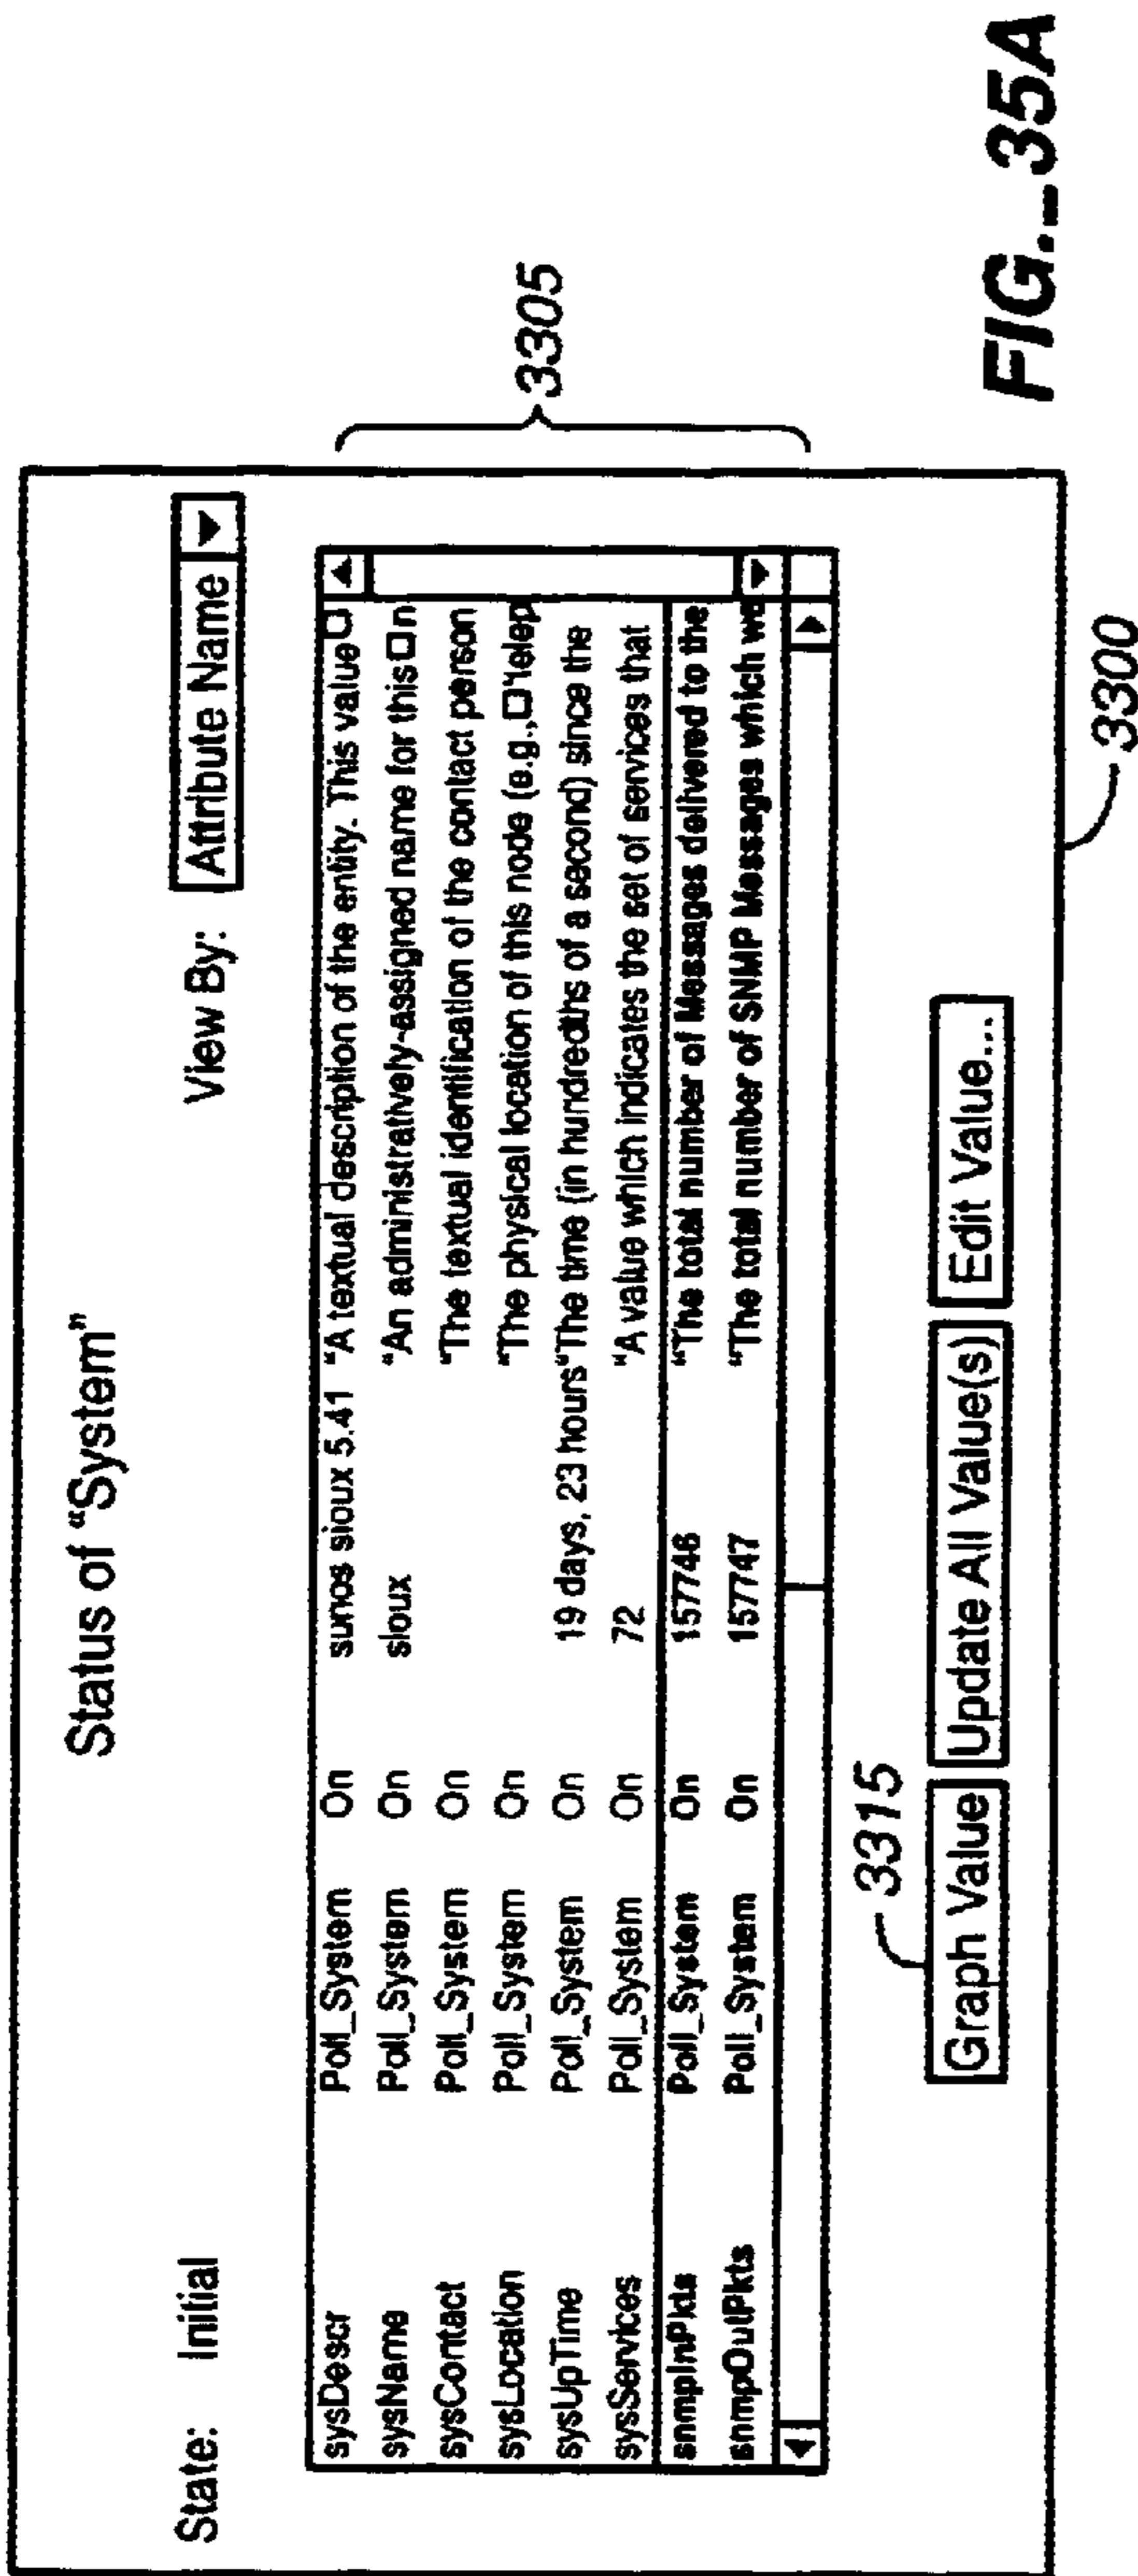 Status of “System”
State: Initial View By: Attribute Name
sysDescr Poll_System On sunos sioux 5.41 “A textual description of the entity. This value
sysName Poll_System On sioux “An administratively-assigned name for this n
sysContact Poll_System On “The textual identification of the contact person
sysLocation Poll_System On “The physical location of this node (e.g., 'telep
sysUpTime Poll_System On 19 days, 23 hours “The time (in hundredths of a second) since the
sysServices Poll_System On 72 “A value which indicates the set of services that
snmpInPkts Poll_System On 157746 “The total number of Messages delivered to the
snmpOutPkts Poll_System On 157747 “The total number of SNMP Messages which we
3305
3315
Graph Value Update All Value(s) Edit Value...
3300
FIG._35A